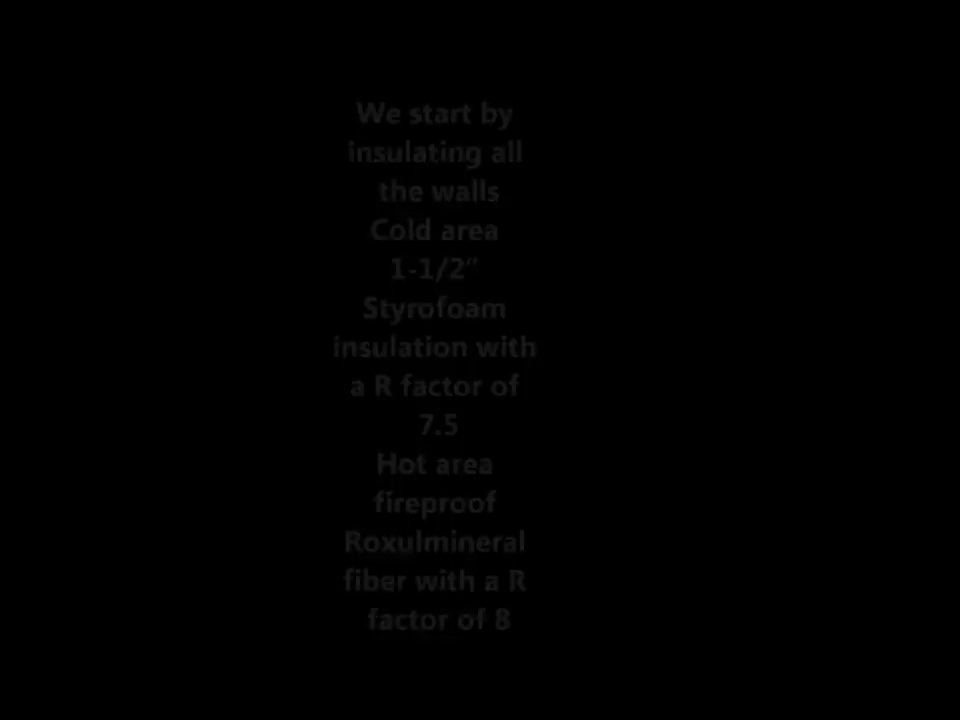 We start by
insulating all
the walls
Cold area
1-1/2"
Styrofoam
insulation with
a R factor of
7.5
Hot area
fireproof
Roxulmineral
fiber with a R
factor of 8